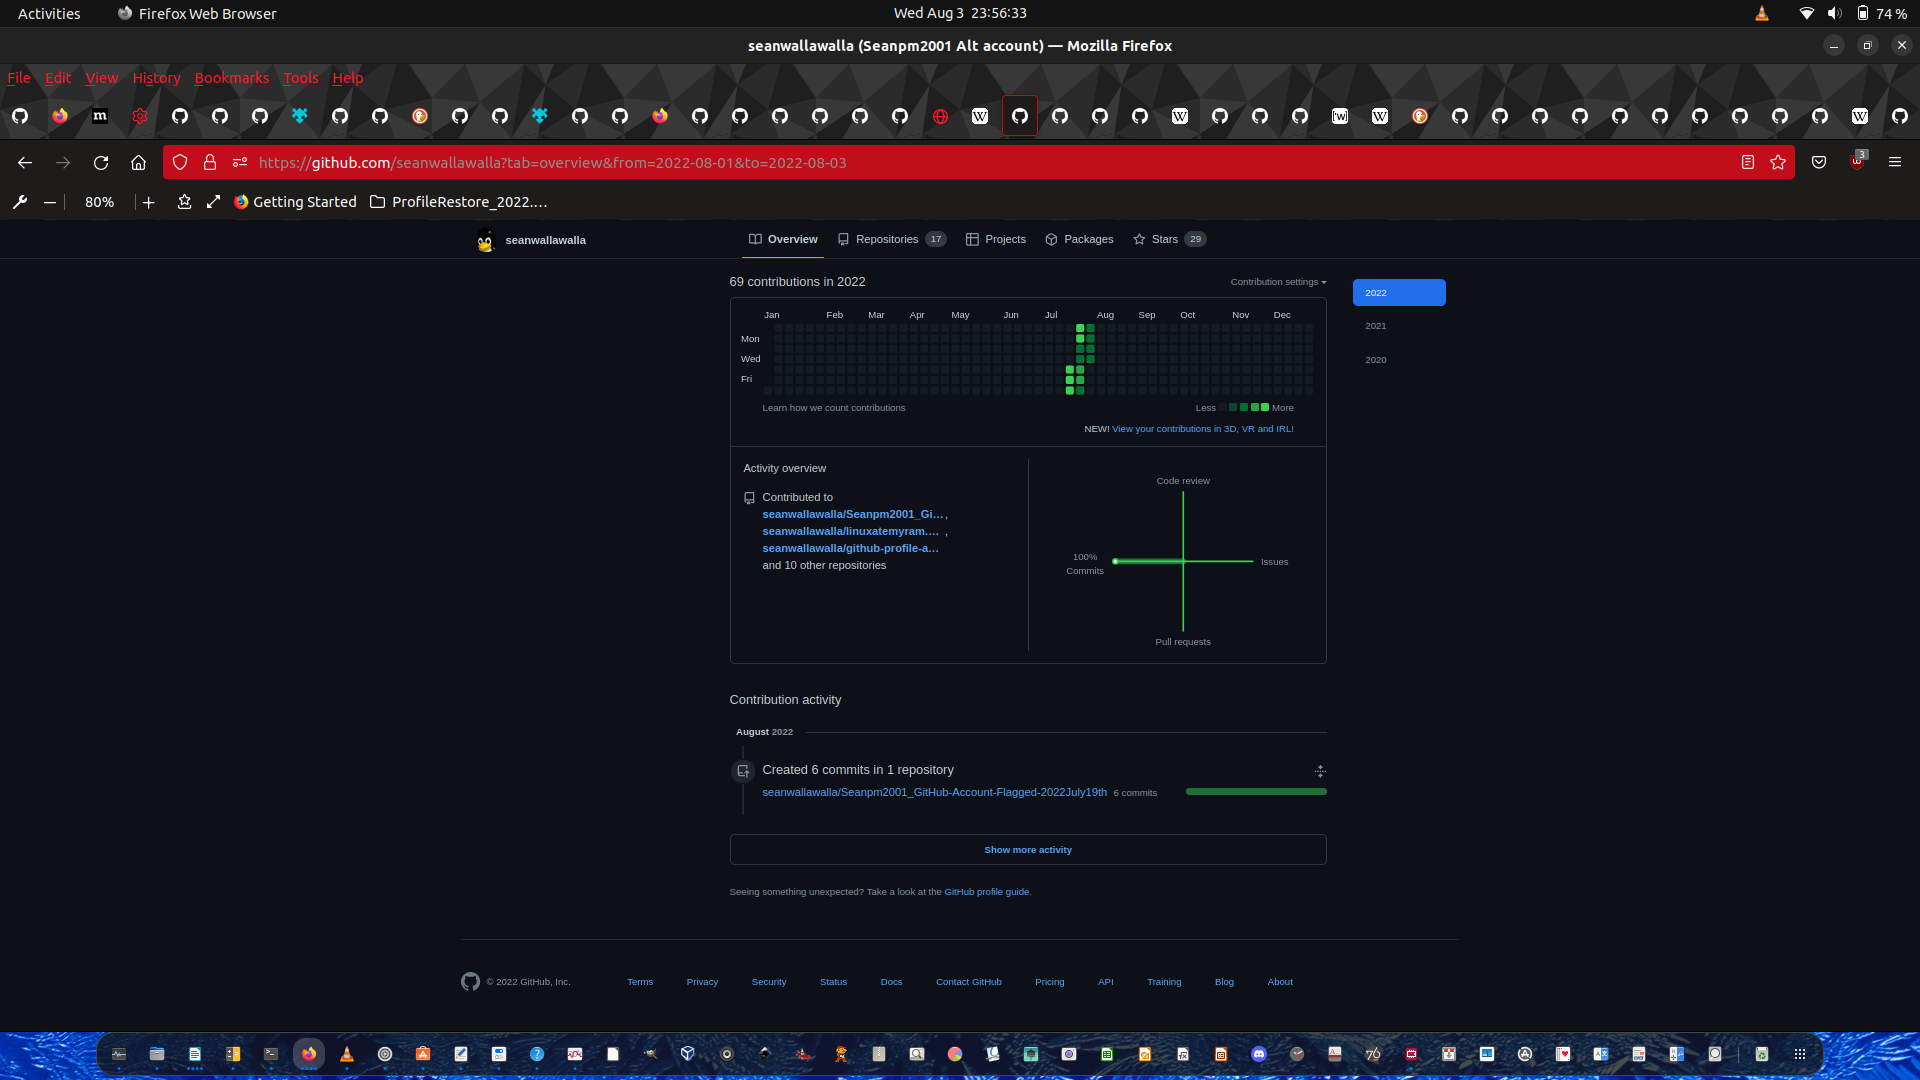 Activities Firefox Web Browser Wed Aug 3 23:56:33 74 %
seanwallawalla (Seanpm2001 Alt account) — Mozilla Firefox
File Edit View History Bookmarks Tools Help
https://github.com/seanwallawalla?tab=overview&from=2022-08-01&to=2022-08-03 3
80% Getting Started ProfileRestore_2022....
seanwallawalla Overview Repositories 17 Projects Packages Stars 29
69 contributions in 2022 Contribution settings
2022
2021
2020
Jan Feb Mar Apr May Jun Jul Aug Sep Oct Nov Dec
Mon
Wed
Fri
Learn how we count contributions Less More
NEW! View your contributions in 3D, VR and IRL!
Activity overview
Contributed to
seanwallawalla/Seanpm2001_Gi…,
seanwallawalla/linuxatemyram.… ,
seanwallawalla/github-profile-a…
and 10 other repositories
Code review
100%
Commits
Issues
Pull requests
Contribution activity
August 2022
Created 6 commits in 1 repository
seanwallawalla/Seanpm2001_GitHub-Account-Flagged-2022July19th 6 commits
Show more activity
Seeing something unexpected? Take a look at the GitHub profile guide.
© 2022 GitHub, Inc. Terms Privacy Security Status Docs Contact GitHub Pricing API Training Blog About